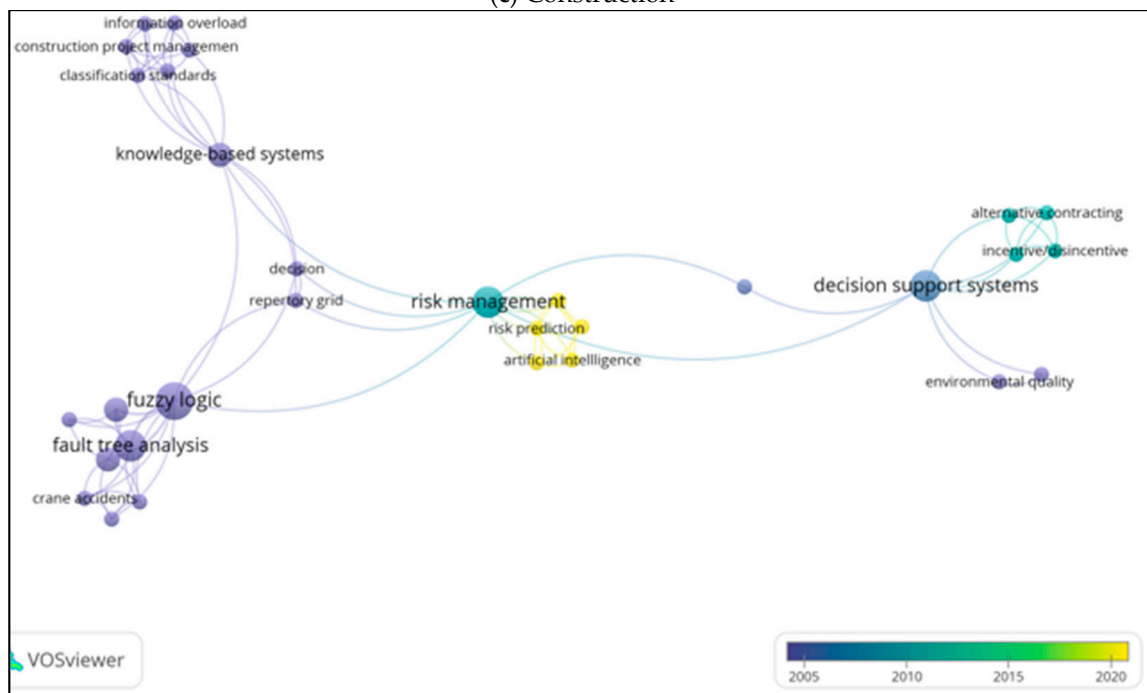 (c) Construction
information overload
construction project managemen
classification standards
knowledge-based systems
alternative contracting
incentive/disincentive
decision
decision support systems
repertory grid
risk management
risk prediction
artificial intellligence
environmental quality
fuzzy logic
fault tree analysis
crane accidents
VOSviewer
2005
2010
2015
2020